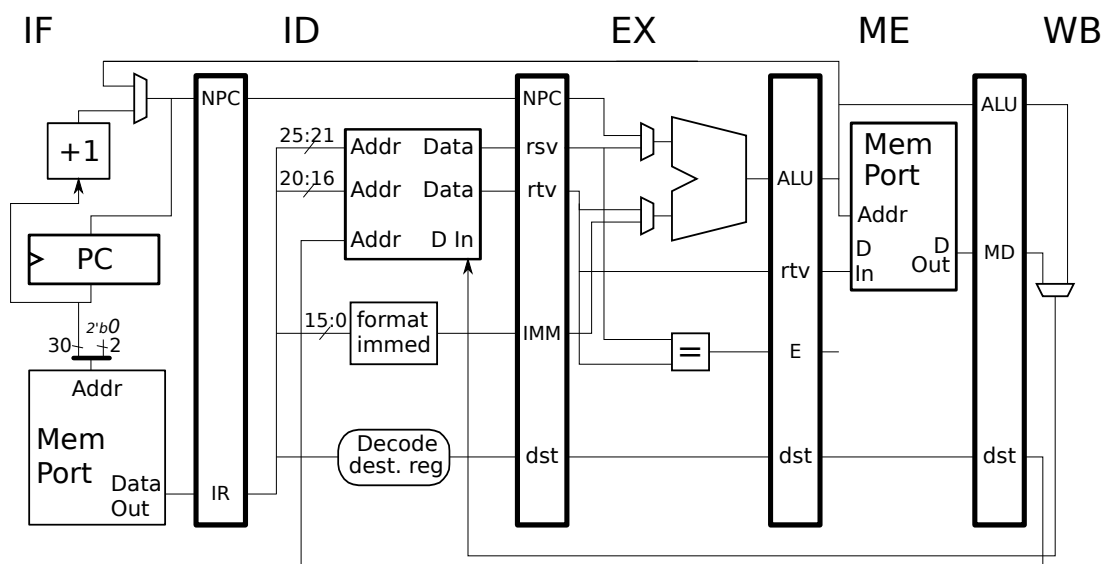 IF
ID
EX
ME
WB
NPC
+1
PC
30
2'b0
2
Addr
Mem
Port
Data
Out
IR
25:21
20:16
Addr
Data
Addr
Data
Addr
D In
15:0
format
immed
Decode
dest. reg
NPC
rsv
rtv
IMM
dst
=
ALU
rtv
E
dst
Mem
Port
Addr
D
In
D
Out
ALU
MD
dst